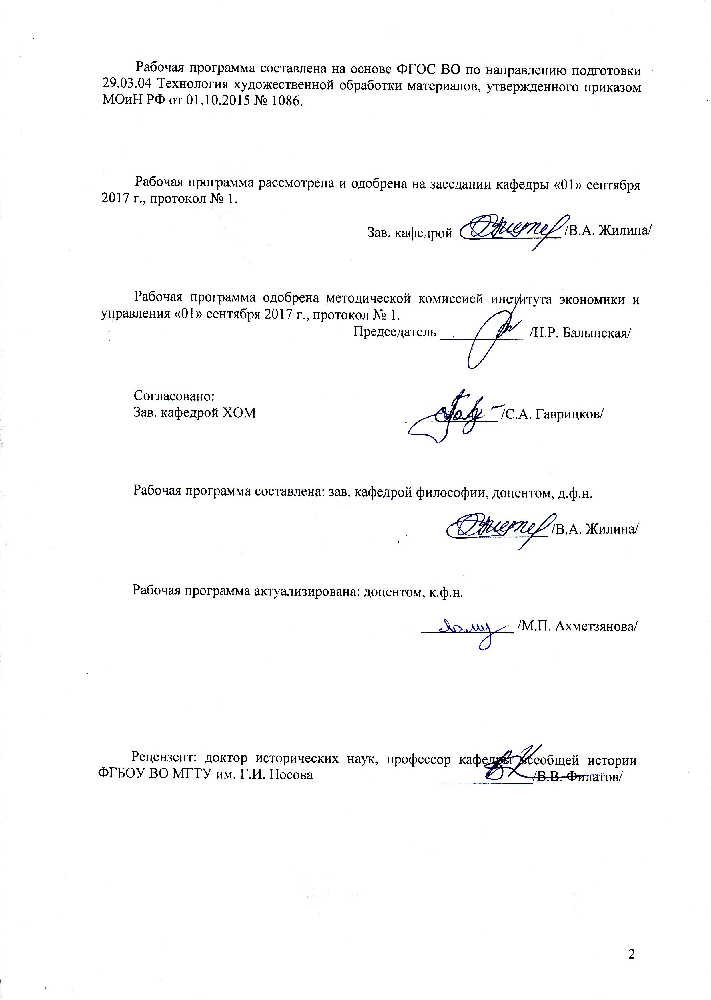 Рабочая программа составлена на основе ФГОС ВО по направлению подготовки
29.03.04 Технология художественной обработки материалов, утвержденного приказом
МОиН РФ от 01.10.2015 № 1086.
Рабочая программа рассмотрена и одобрена на заседании кафедры «01» сентября
2017 г., протокол № 1.
Зав. кафедрой /В.А. Жилина/
Рабочая программа одобрена методической комиссией института экономики и
управления «01» сентября 2017 г., протокол № 1.
Председатель /Н.Р. Балынская/
Согласовано:
Зав. кафедрой ХОМ /С.А. Гаврицков/
Рабочая программа составлена: зав. кафедрой философии, доцентом, д.ф.н.
/В.А. Жилина/
Рабочая программа актуализирована: доцентом, к.ф.н.
/М.П. Ахметзянова/
Рецензент: доктор исторических наук, профессор кафедры всеобщей истории
ФГБОУ ВО МГТУ им. Г.И. Носова /В.В. Филатов/
2